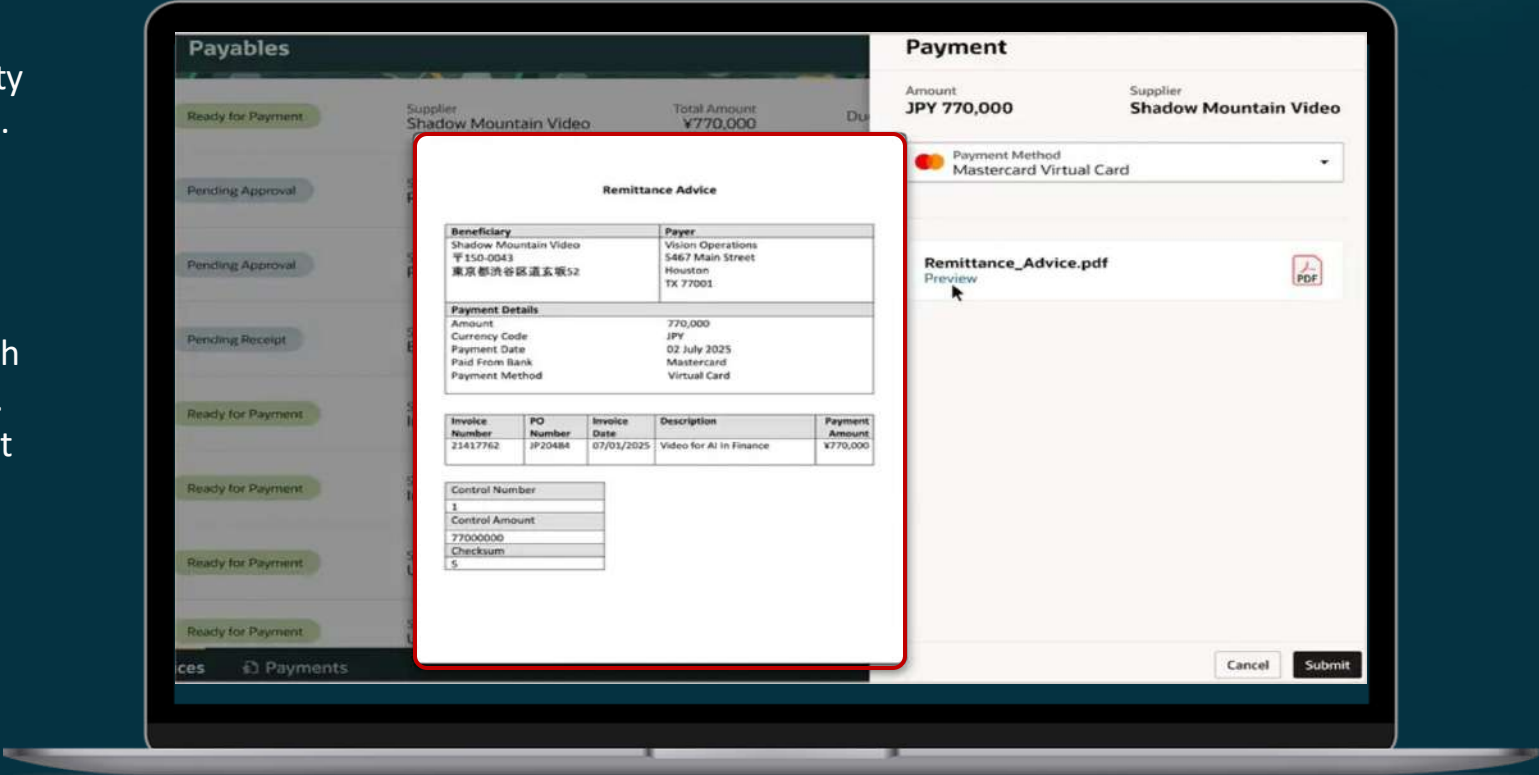 ty
.
h
.
t
Payables
Ready for Payment
Supplier
Shadow Mountain Video
Total Amount
¥770,000
Du
Pending Approval
Pending Approval
Pending Receipt
Ready for Payment
Ready for Payment
Ready for Payment
Ready for Payment
ces
Payments
Remittance Advice
Beneficiary Payer
Shadow Mountain Video Vision Operations
〒150-0043 5467 Main Street
東京都渋谷区道玄坂52 Houston
TX 77001
Payment Details
Amount 770,000
Currency Code JPY
Payment Date 02 July 2025
Paid From Bank Mastercard
Payment Method Virtual Card
Invoice Number PO Number Invoice Date Description Payment Amount
21417762 JP20484 07/01/2025 Video for AI In Finance ¥770,000
Control Number
1
Control Amount
77000000
Checksum
5
Payment
Amount Supplier
JPY 770,000 Shadow Mountain Video
Payment Method
Mastercard Virtual Card
Remittance_Advice.pdf
Preview
PDF
Cancel Submit